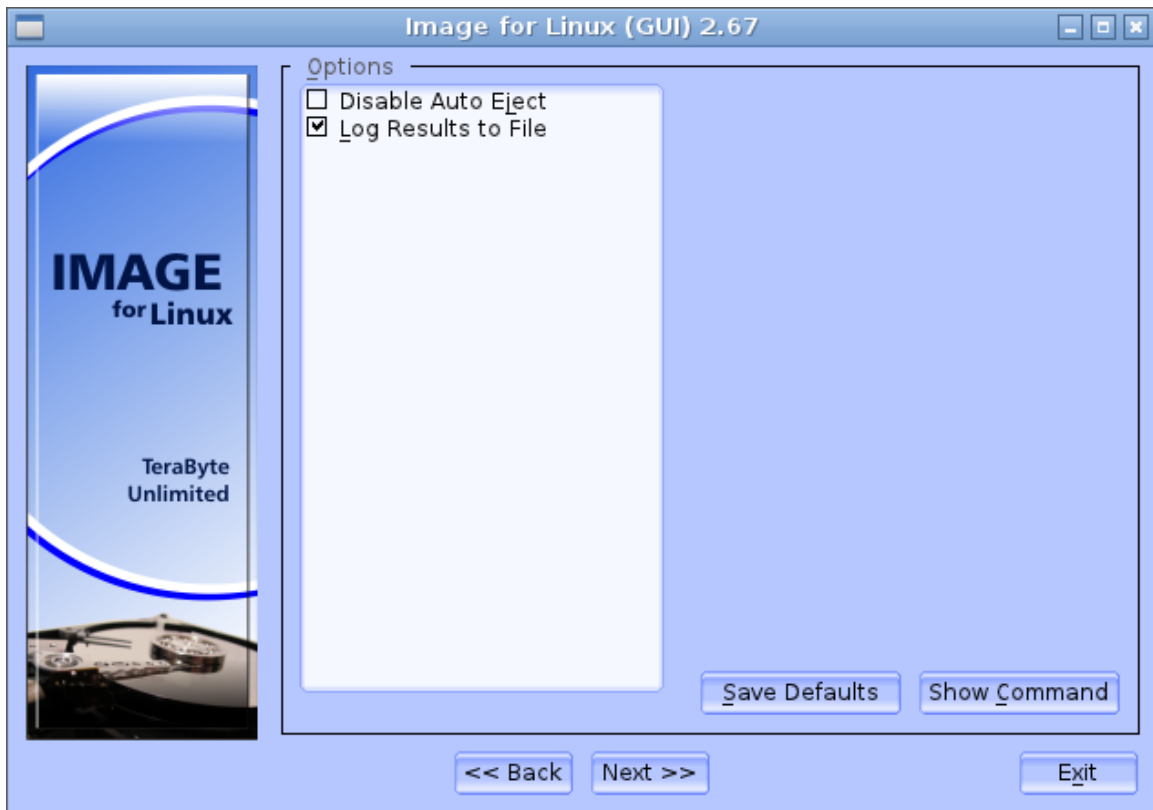 Image for Linux (GUI) 2.67
Options
Disable Auto Eject
Log Results to File
IMAGE
for Linux
TeraByte
Unlimited
Save Defaults
Show Command
<< Back
Next >>
Exit